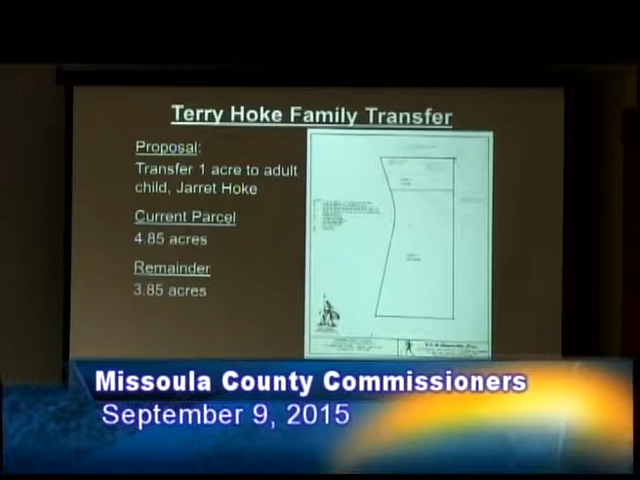 Terry Hoke Family Transfer
Proposal:
Transfer 1 acre to adult
child, Jarret Hoke
Current Parcel
4.85 acres
Remainder
3.85 acres
Missoula County Commissioners
September 9, 2015